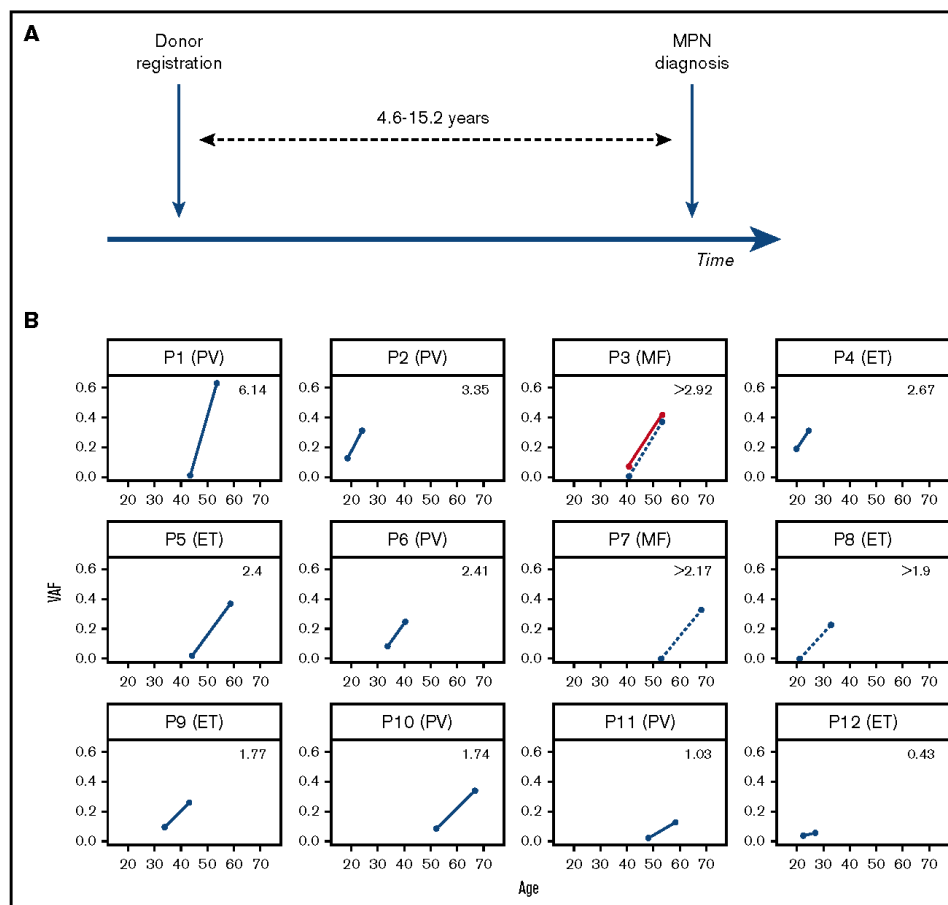 A
Donor
registration
MPN
diagnosis
4.6-15.2 years
Time
B
P1 (PV)
P2 (PV)
P3 (MF)
P4 (ET)
0.6
0.4
0.2
0.0
6.14
3.35
>2.92
2.67
20 30 40 50 60 70
20 30 40 50 60 70
20 30 40 50 60 70
20 30 40 50 60 70
P5 (ET)
P6 (PV)
P7 (MF)
P8 (ET)
VAF
0.6
0.4
0.2
0.0
2.4
2.41
>2.17
>1.9
20 30 40 50 60 70
20 30 40 50 60 70
20 30 40 50 60 70
20 30 40 50 60 70
P9 (ET)
P10 (PV)
P11 (PV)
P12 (ET)
0.6
0.4
0.2
0.0
1.77
1.74
1.03
0.43
20 30 40 50 60 70
20 30 40 50 60 70
20 30 40 50 60 70
20 30 40 50 60 70
Age